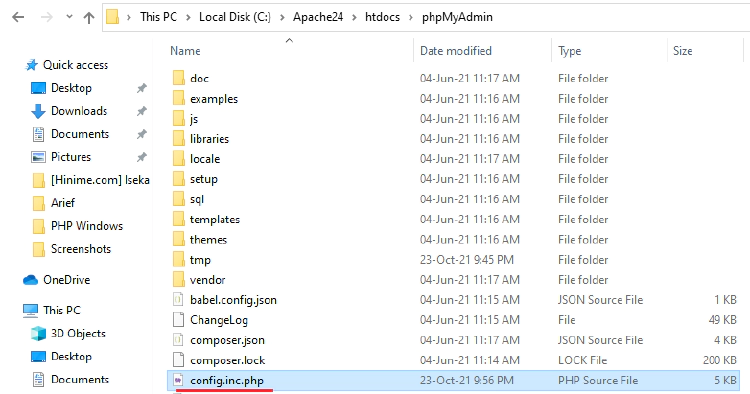 This PC > Local Disk (C:) > Apache24 > htdocs > phpMyAdmin
Name Date modified Type Size
Quick access
Desktop
Downloads
Documents
Pictures
[Hinime.com] Iseka
Arief
PHP Windows
Screenshots
OneDrive
This PC
3D Objects
Desktop
Documents
doc 04-Jun-21 11:17 AM File folder
examples 04-Jun-21 11:16 AM File folder
js 04-Jun-21 11:16 AM File folder
libraries 04-Jun-21 11:16 AM File folder
locale 04-Jun-21 11:17 AM File folder
setup 04-Jun-21 11:16 AM File folder
sql 04-Jun-21 11:16 AM File folder
templates 04-Jun-21 11:16 AM File folder
themes 04-Jun-21 11:16 AM File folder
tmp 23-Oct-21 9:45 PM File folder
vendor 04-Jun-21 11:17 AM File folder
babel.config.json 04-Jun-21 11:15 AM JSON Source File 1 KB
ChangeLog 04-Jun-21 11:15 AM File 49 KB
composer.json 04-Jun-21 11:17 AM JSON Source File 4 KB
composer.lock 04-Jun-21 11:14 AM LOCK File 200 KB
config.inc.php 23-Oct-21 9:56 PM PHP Source File 5 KB